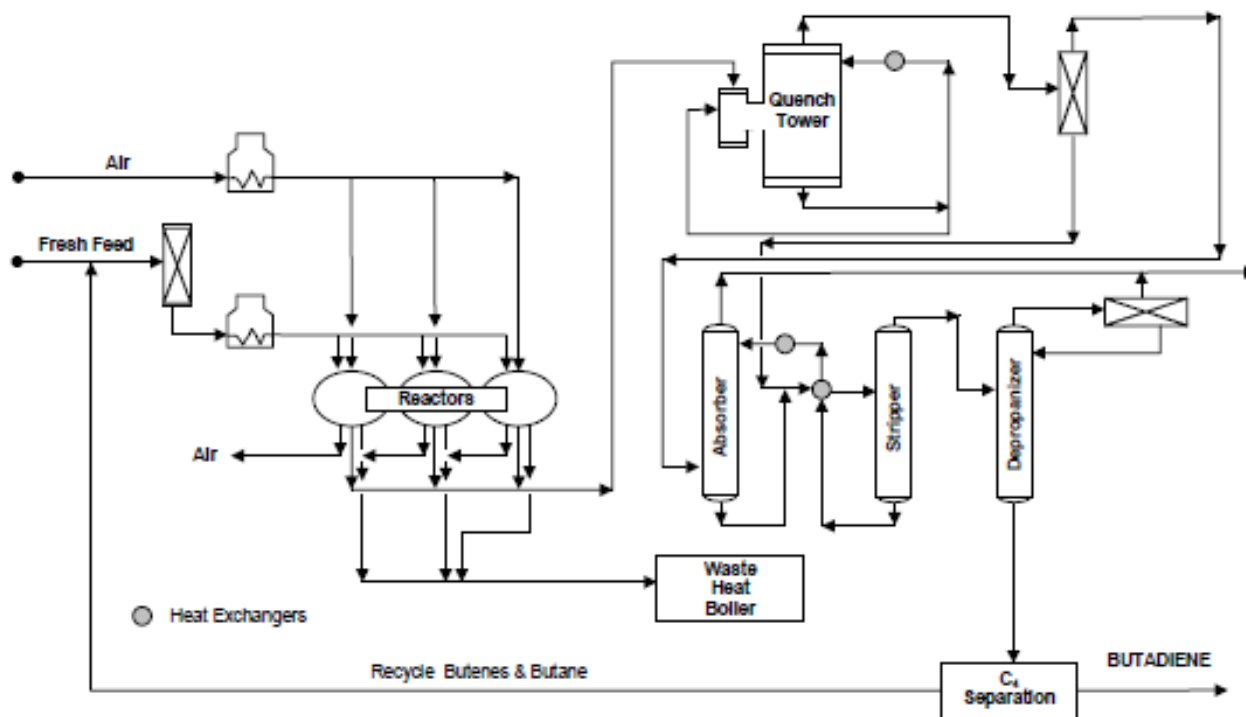 Quench
Tower
Air
Fresh Feed
Reactors
Air
Absorber
Stripper
Depropanizer
Waste
Heat
Boiler
Heat Exchangers
Recycle Butenes & Butane
C₄
Separation
BUTADIENE